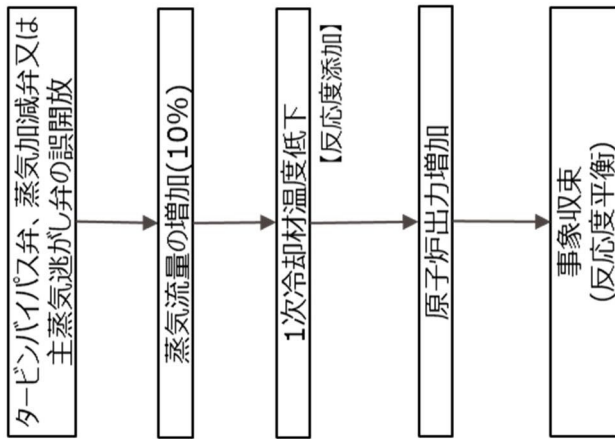 タービンバイパス弁、蒸気加減弁又は
主蒸気逃がし弁の誤開放
蒸気流量の増加(10%)
1次冷却材温度低下
【反応度添加】
原子炉出力増加
事象収束
(反応度平衡)